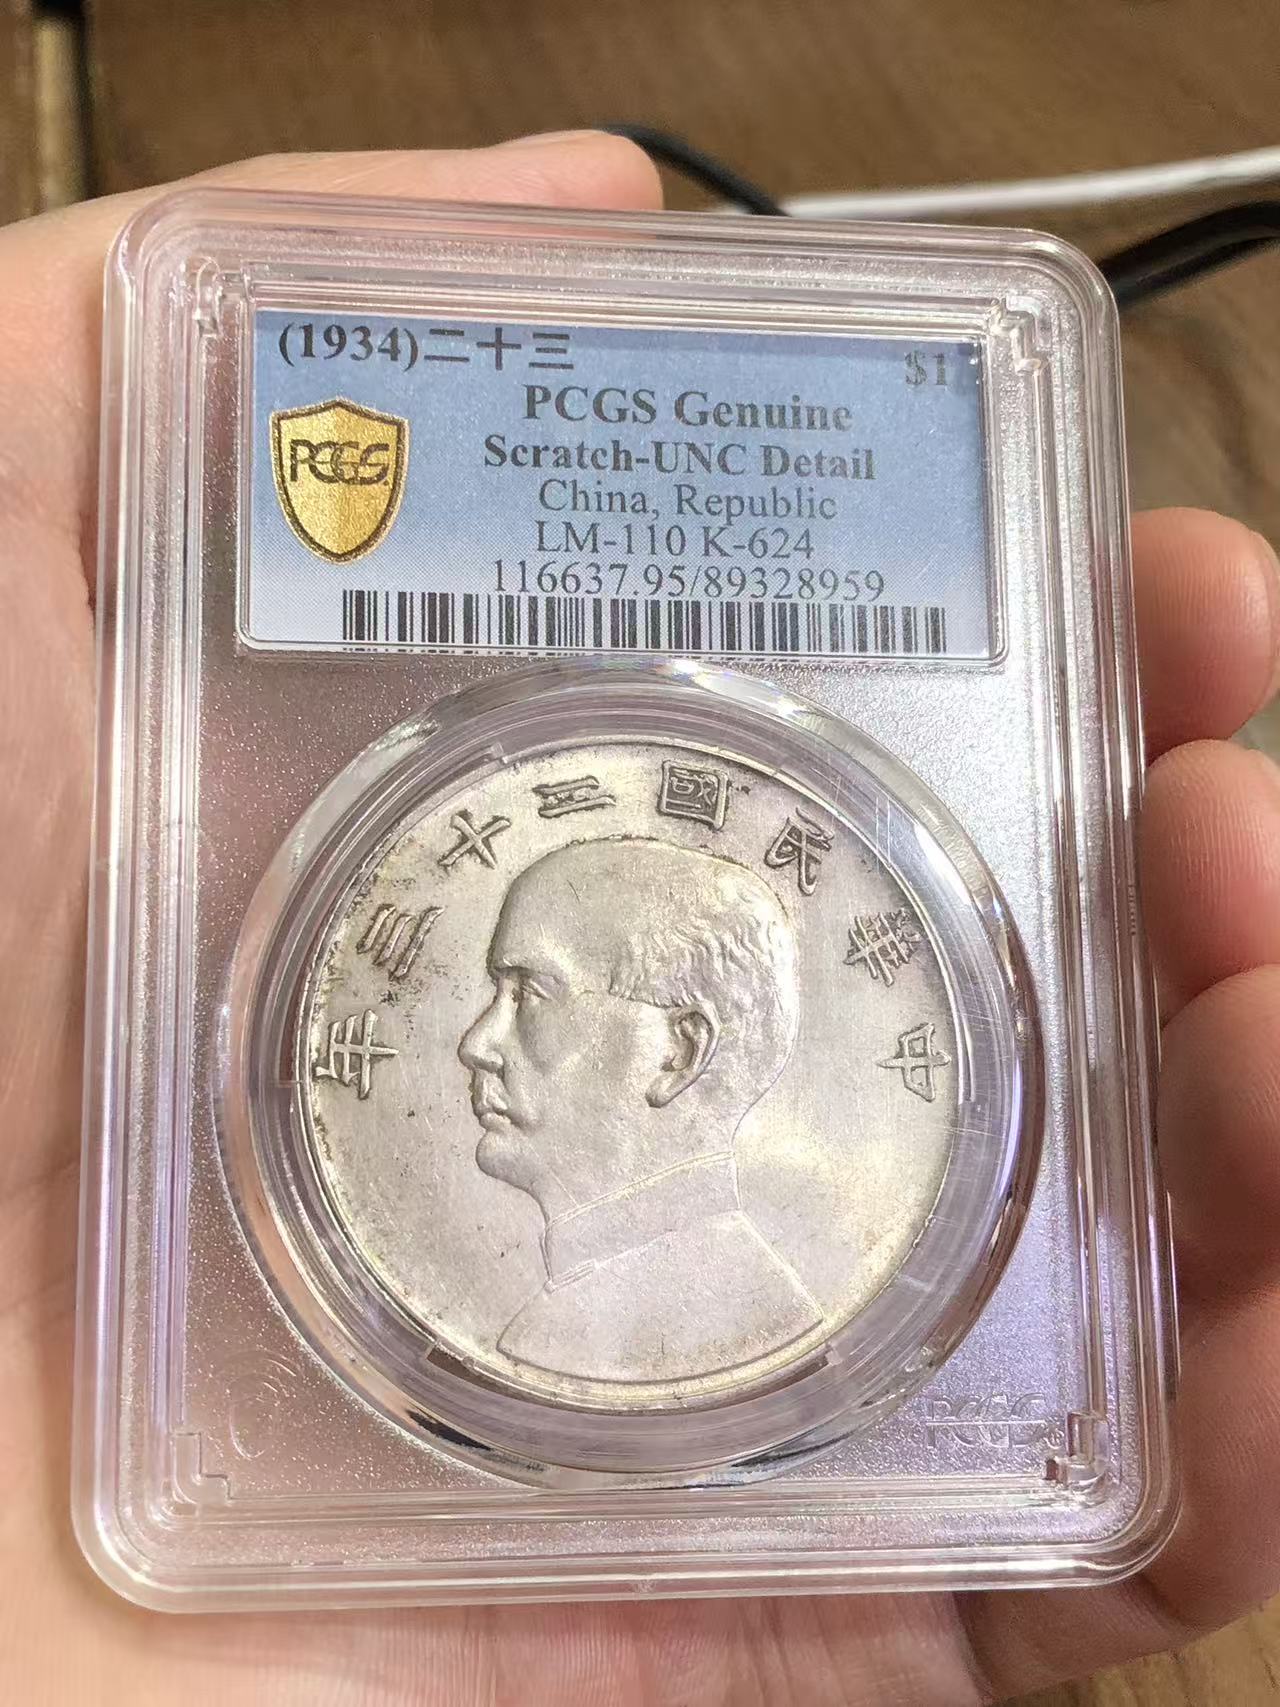 (1934)二十三 $1
PCGS Genuine
PCGS
Scratch-UNC Detail
China, Republic
LM-110 K-624
116637.95/89328959
年三十二國民華中
PCGS